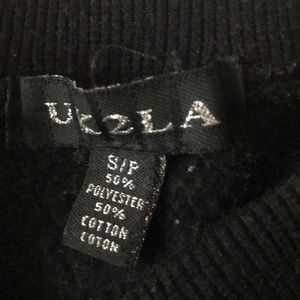 UK2LA
S/P
50%
POLYESTER
50%
COTTON
COTON